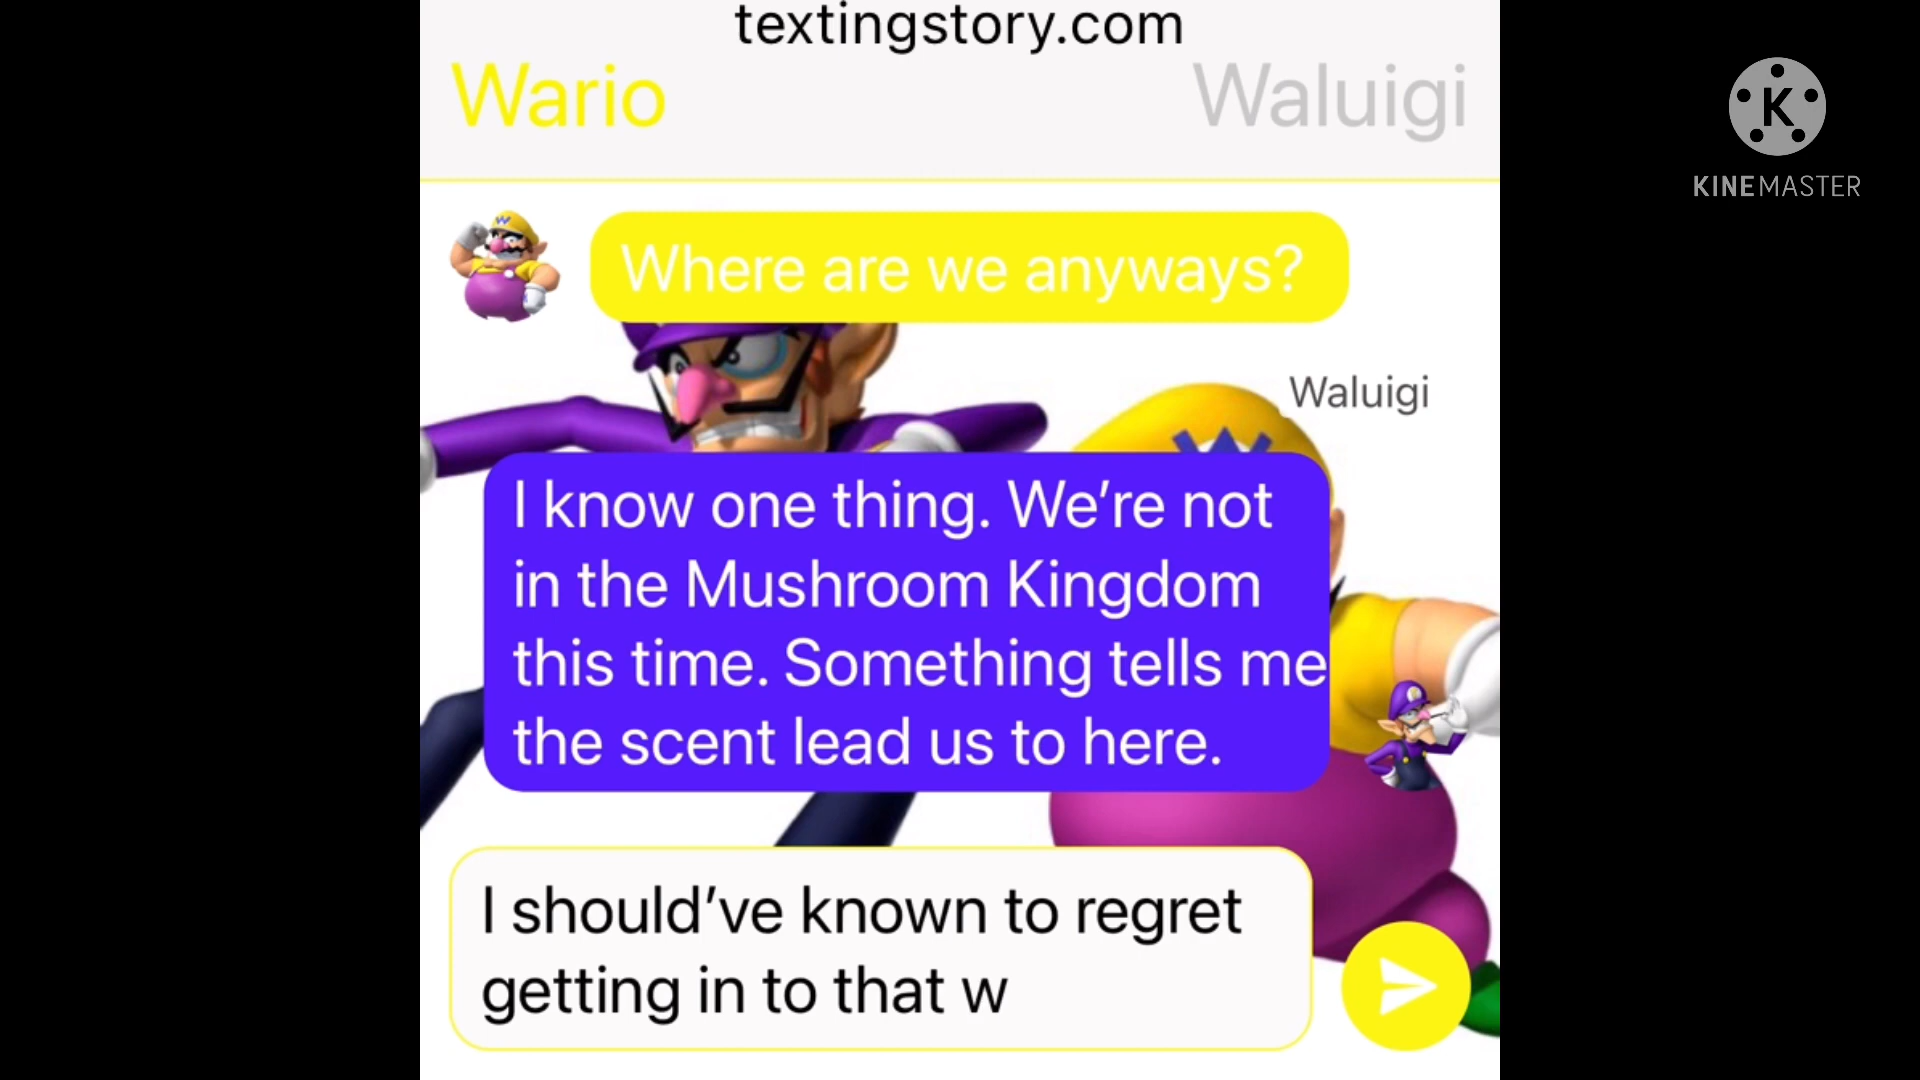 textingstory.com
Wario
Waluigi
KINEMASTER
Where are we anyways?
Waluigi
I know one thing. We’re not
in the Mushroom Kingdom
this time. Something tells me
the scent lead us to here.
I should’ve known to regret
getting in to that w